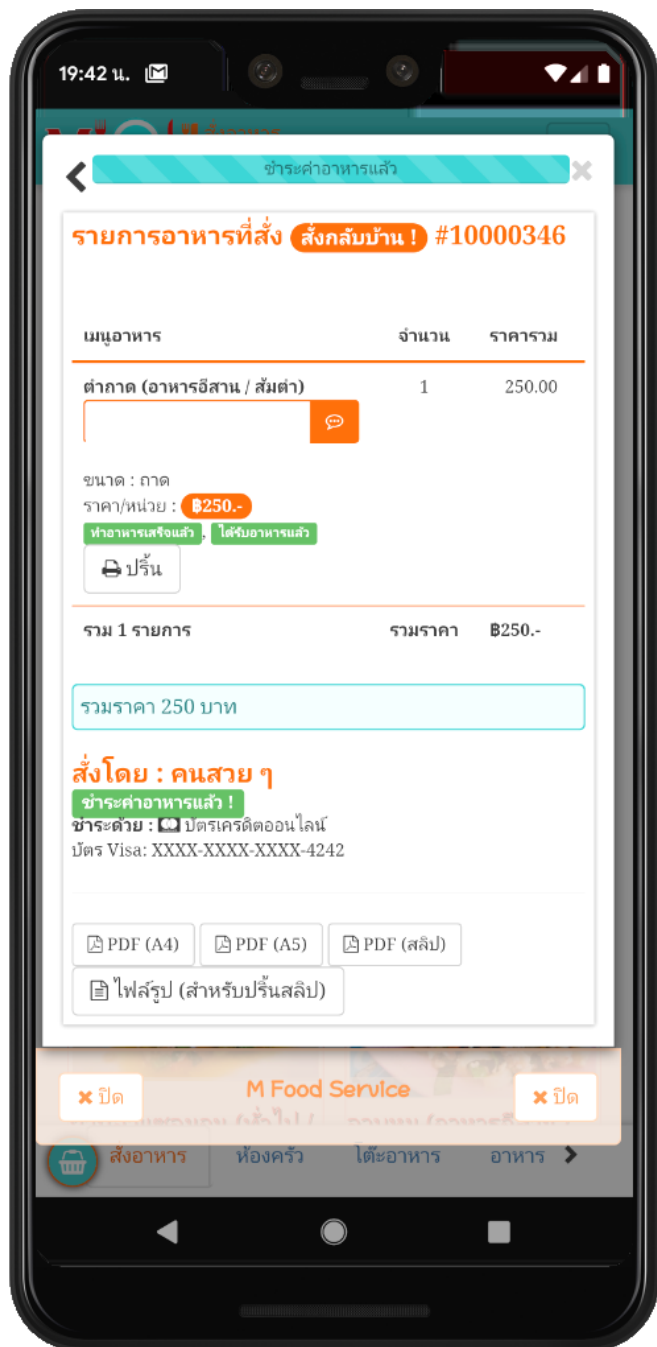 19:42 น.
สั่งอาหาร
ชำระค่าอาหารแล้ว
รายการอาหารที่สั่ง สั่งกลับบ้าน ! #10000346
เมนูอาหาร จำนวน ราคารวม
ตำถาด (อาหารอีสาน / ส้มตำ) 1 250.00
ขนาด : ถาด
ราคา/หน่วย : ฿250.-
ทำอาหารเสร็จแล้ว , ได้รับอาหารแล้ว
ปริ้น
รวม 1 รายการ รวมราคา ฿250.-
รวมราคา 250 บาท
สั่งโดย : คนสวย ๆ
ชำระค่าอาหารแล้ว !
ชำระด้วย : บัตรเครดิตออนไลน์
บัตร Visa: XXXX-XXXX-XXXX-4242
PDF (A4) PDF (A5) PDF (สลิป)
ไฟล์รูป (สำหรับปริ้นสลิป)
ปิด M Food Service ปิด
สั่งอาหาร ห้องครัว โต๊ะอาหาร อาหาร